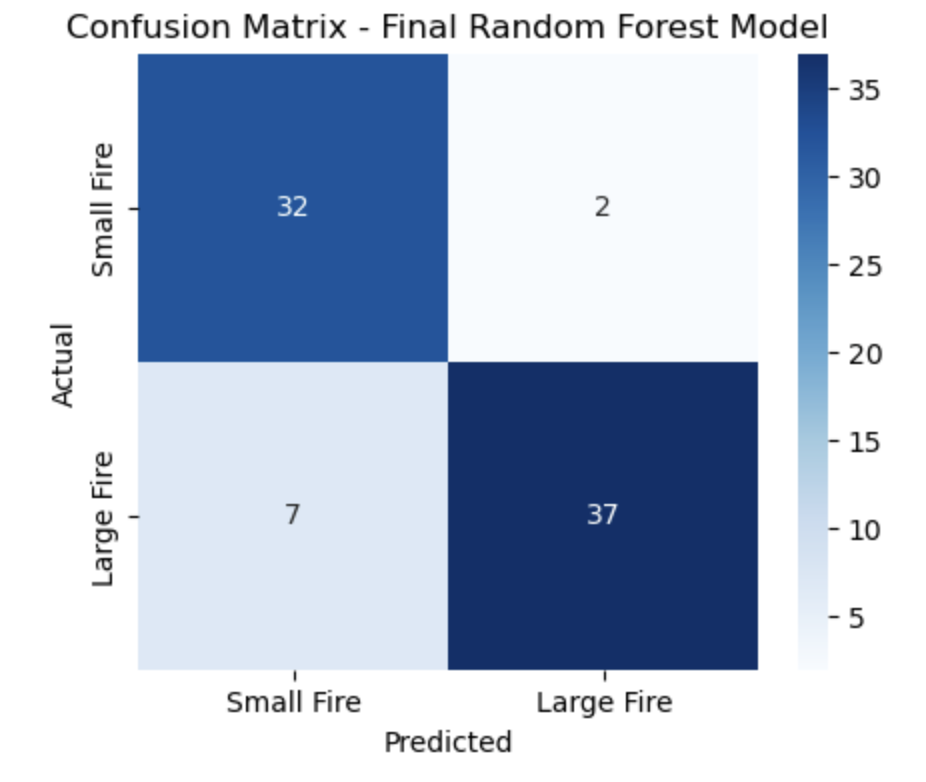 Confusion Matrix - Final Random Forest Model
Actual
Small Fire
32
2
Large Fire
7
37
Small Fire
Large Fire
Predicted
35
30
25
20
15
10
5